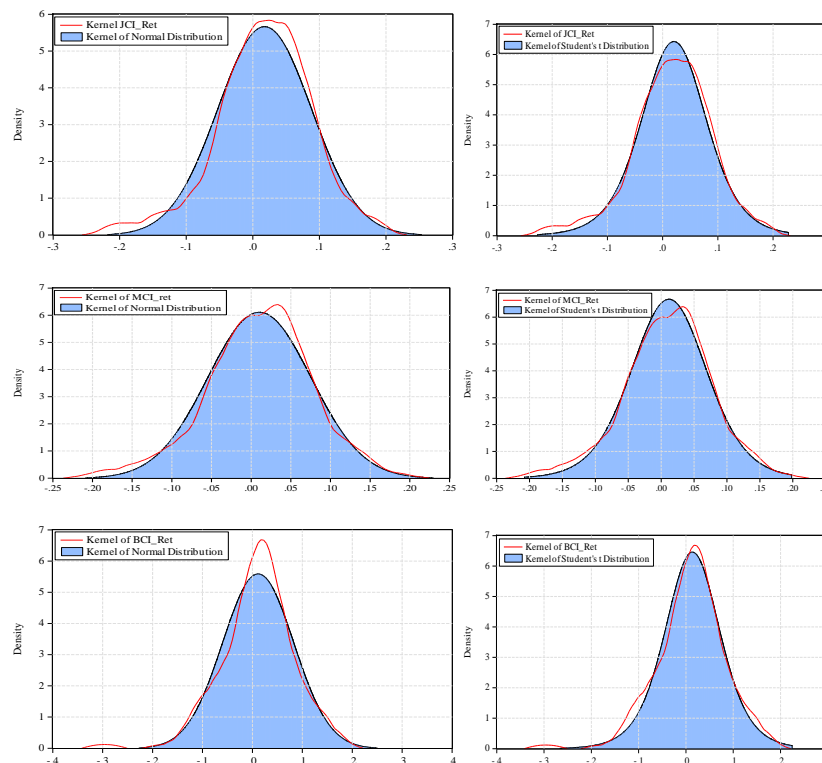 6
Kernel JCI_Ret
Kernel of Normal Distribution
5
4
3
2
1
0
Density
-.3 -.2 -.1 .0 .1 .2 .3
7
Kernel of JCI_Ret
Kernel of Student's t Distribution
6
5
4
3
2
1
0
Density
-.3 -.2 -.1 .0 .1 .2
7
Kernel of MCI_ret
Kernel of Normal Distribution
6
5
4
3
2
1
0
Density
-.25 -.20 -.15 -.10 -.05 .00 .05 .10 .15 .20 .25
7
Kernel of MCI_Ret
Kernel of Student's t Distribution
6
5
4
3
2
1
0
Density
-.25 -.20 -.15 -.10 -.05 .00 .05 .10 .15 .20
7
Kernel of BCI_Ret
Kernel of Normal Distribution
6
5
4
3
2
1
0
Density
- 4 - 3 - 2 - 1 0 1 2 3 4
7
Kernel of BCI_Ret
Kernel of Student's t Distribution
6
5
4
3
2
1
0
Density
- 4 - 3 - 2 - 1 0 1 2